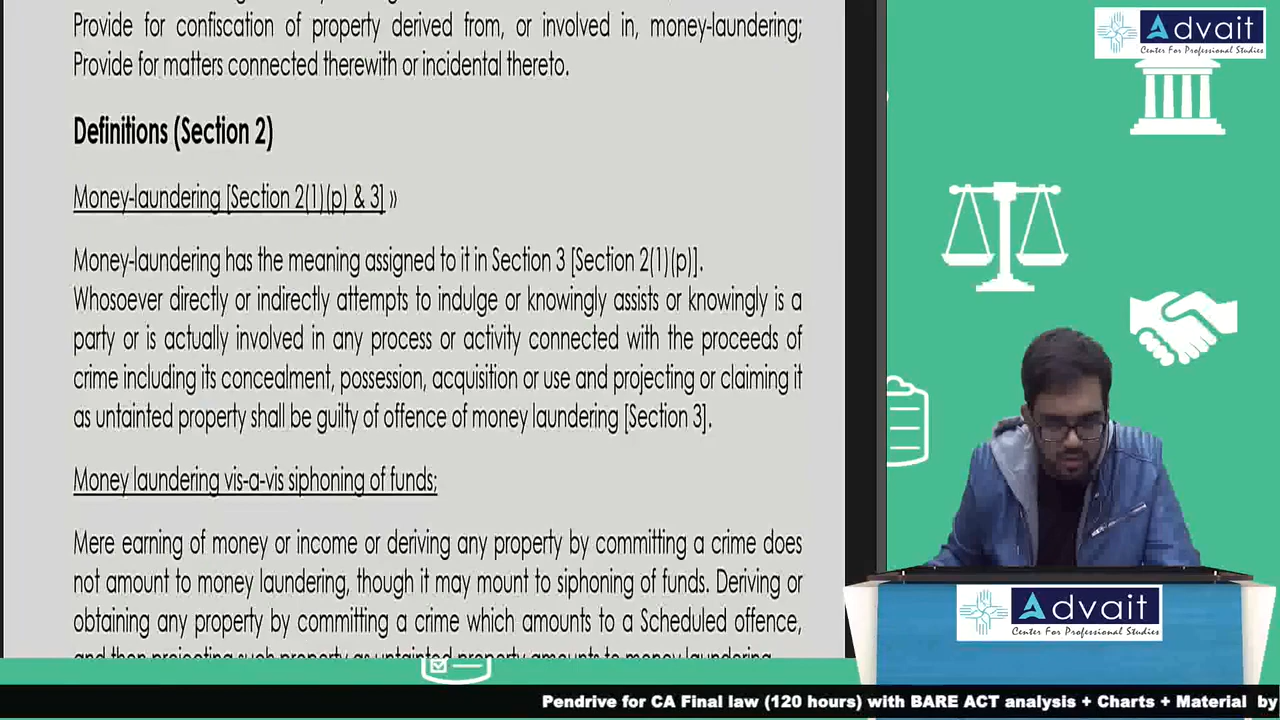 Provide for confiscation of property derived from, or involved in, money-laundering;
Provide for matters connected therewith or incidental thereto.
Definitions (Section 2)
Money-laundering [Section 2(1)(p) & 3] »
Money-laundering has the meaning assigned to it in Section 3 [Section 2(1)(p)].
Whosoever directly or indirectly attempts to indulge or knowingly assists or knowingly is a
party or is actually involved in any process or activity connected with the proceeds of
crime including its concealment, possession, acquisition or use and projecting or claiming it
as untainted property shall be guilty of offence of money laundering [Section 3].
Money laundering vis-a-vis siphoning of funds;
Mere earning of money or income or deriving any property by committing a crime does
not amount to money laundering, though it may mount to siphoning of funds. Deriving or
obtaining any property by committing a crime which amounts to a Scheduled offence,
and then projecting such property as untainted property amounts to money laundering.
Advait
Center For Professional Studies
Advait
Center For Professional Studies
Pendrive for CA Final law (120 hours) with BARE ACT analysis + Charts + Material by